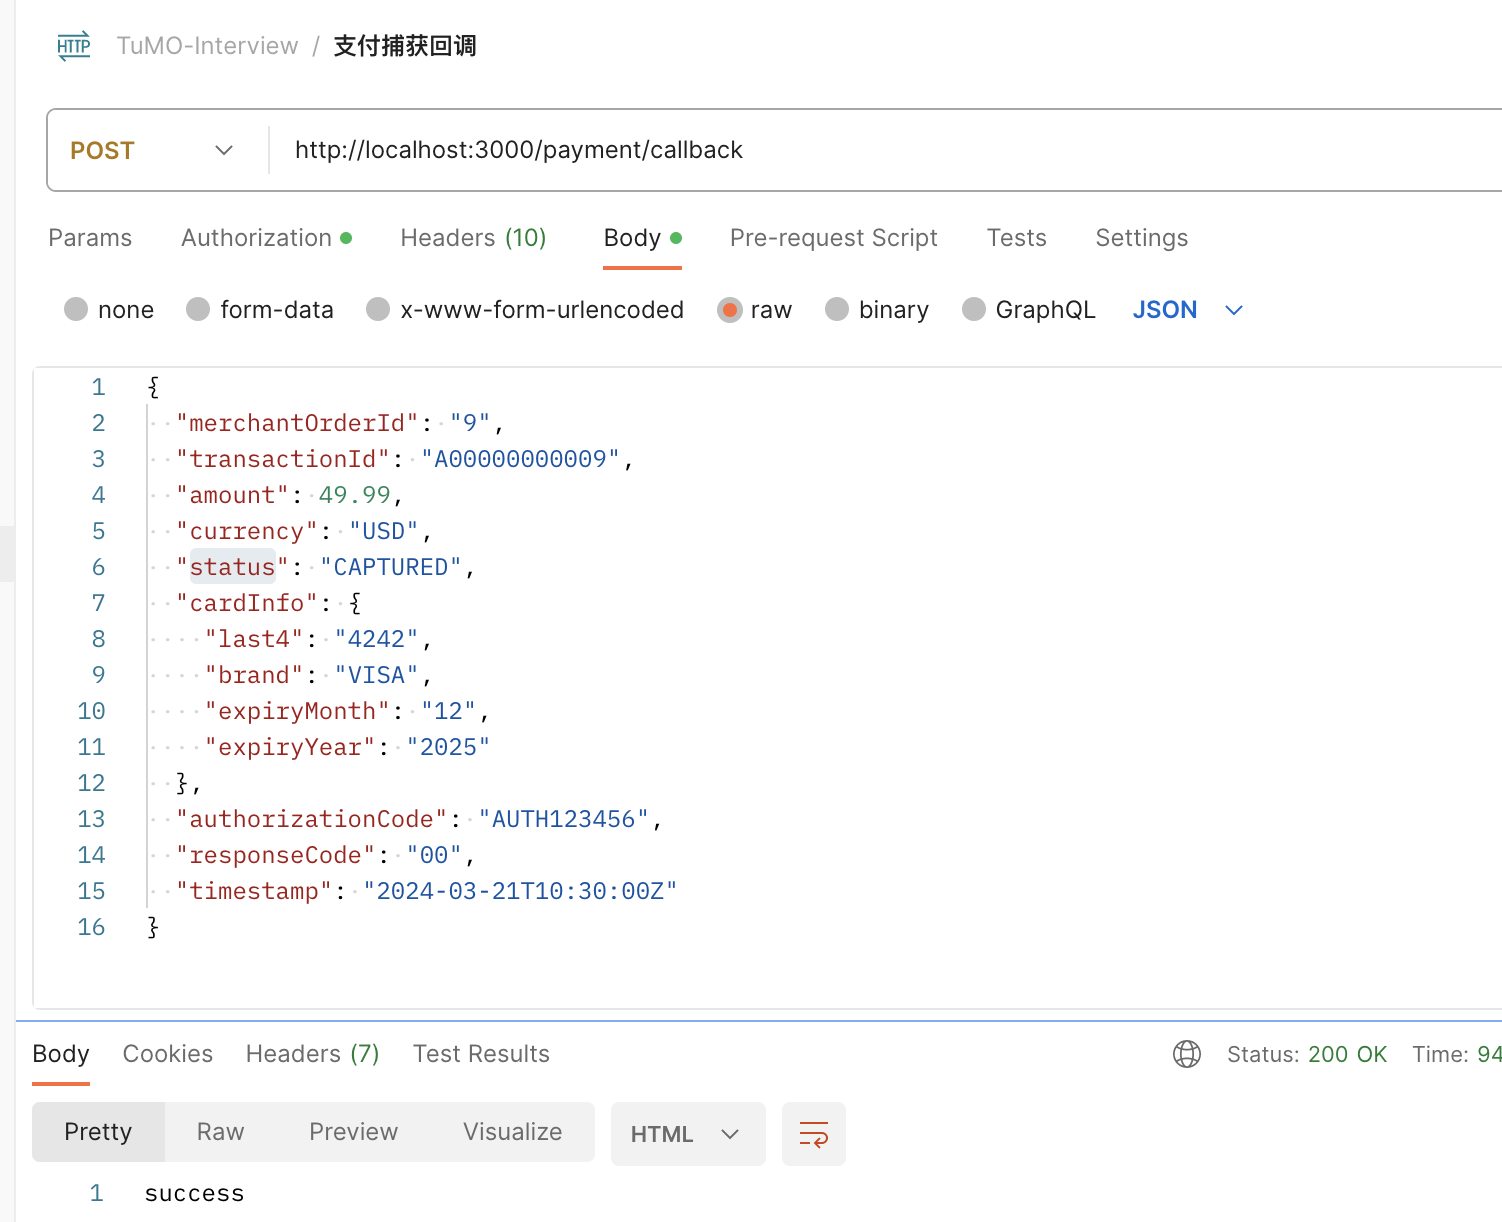 HTTP TuMO-Interview / 支付捕获回调
POST http://localhost:3000/payment/callback
Params Authorization Headers (10) Body Pre-request Script Tests Settings
none form-data x-www-form-urlencoded raw binary GraphQL JSON
1 {
2 "merchantOrderId": "9",
3 "transactionId": "A00000000009",
4 "amount": 49.99,
5 "currency": "USD",
6 "status": "CAPTURED",
7 "cardInfo": {
8 "last4": "4242",
9 "brand": "VISA",
10 "expiryMonth": "12",
11 "expiryYear": "2025"
12 },
13 "authorizationCode": "AUTH123456",
14 "responseCode": "00",
15 "timestamp": "2024-03-21T10:30:00Z"
16 }
Body Cookies Headers (7) Test Results Status: 200 OK Time: 94
Pretty Raw Preview Visualize HTML
1 success